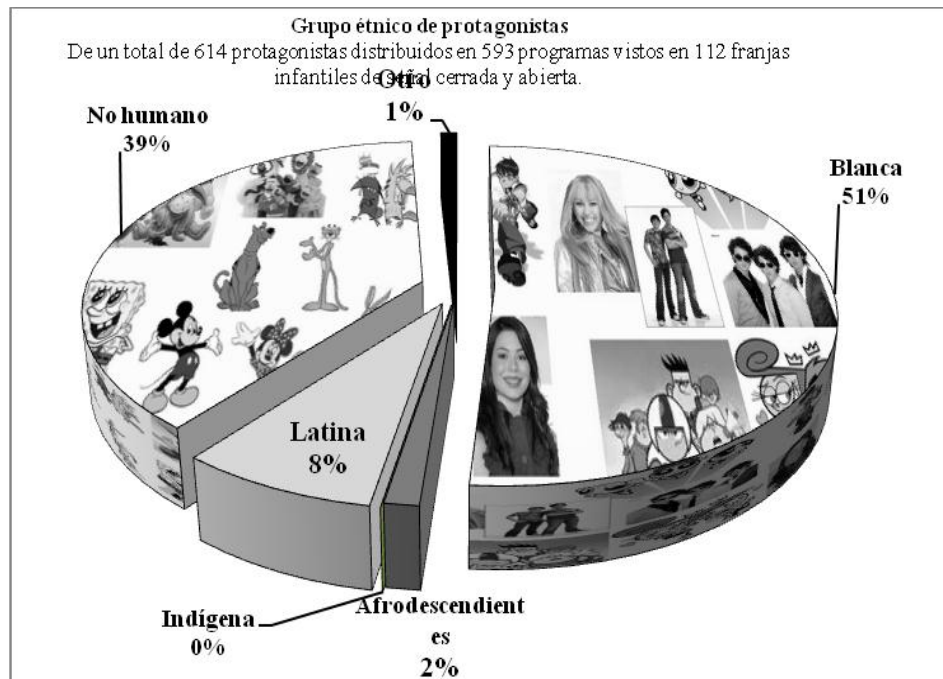 Grupo étnico de protagonistas
De un total de 614 protagonistas distribuidos en 593 programas vistos en 112 franjas
infantiles de señal cerrada y abierta.
Otro
1%
No humano
39%
Blanca
51%
Latina
8%
Indígena
0%
Afrodescendient
es
2%